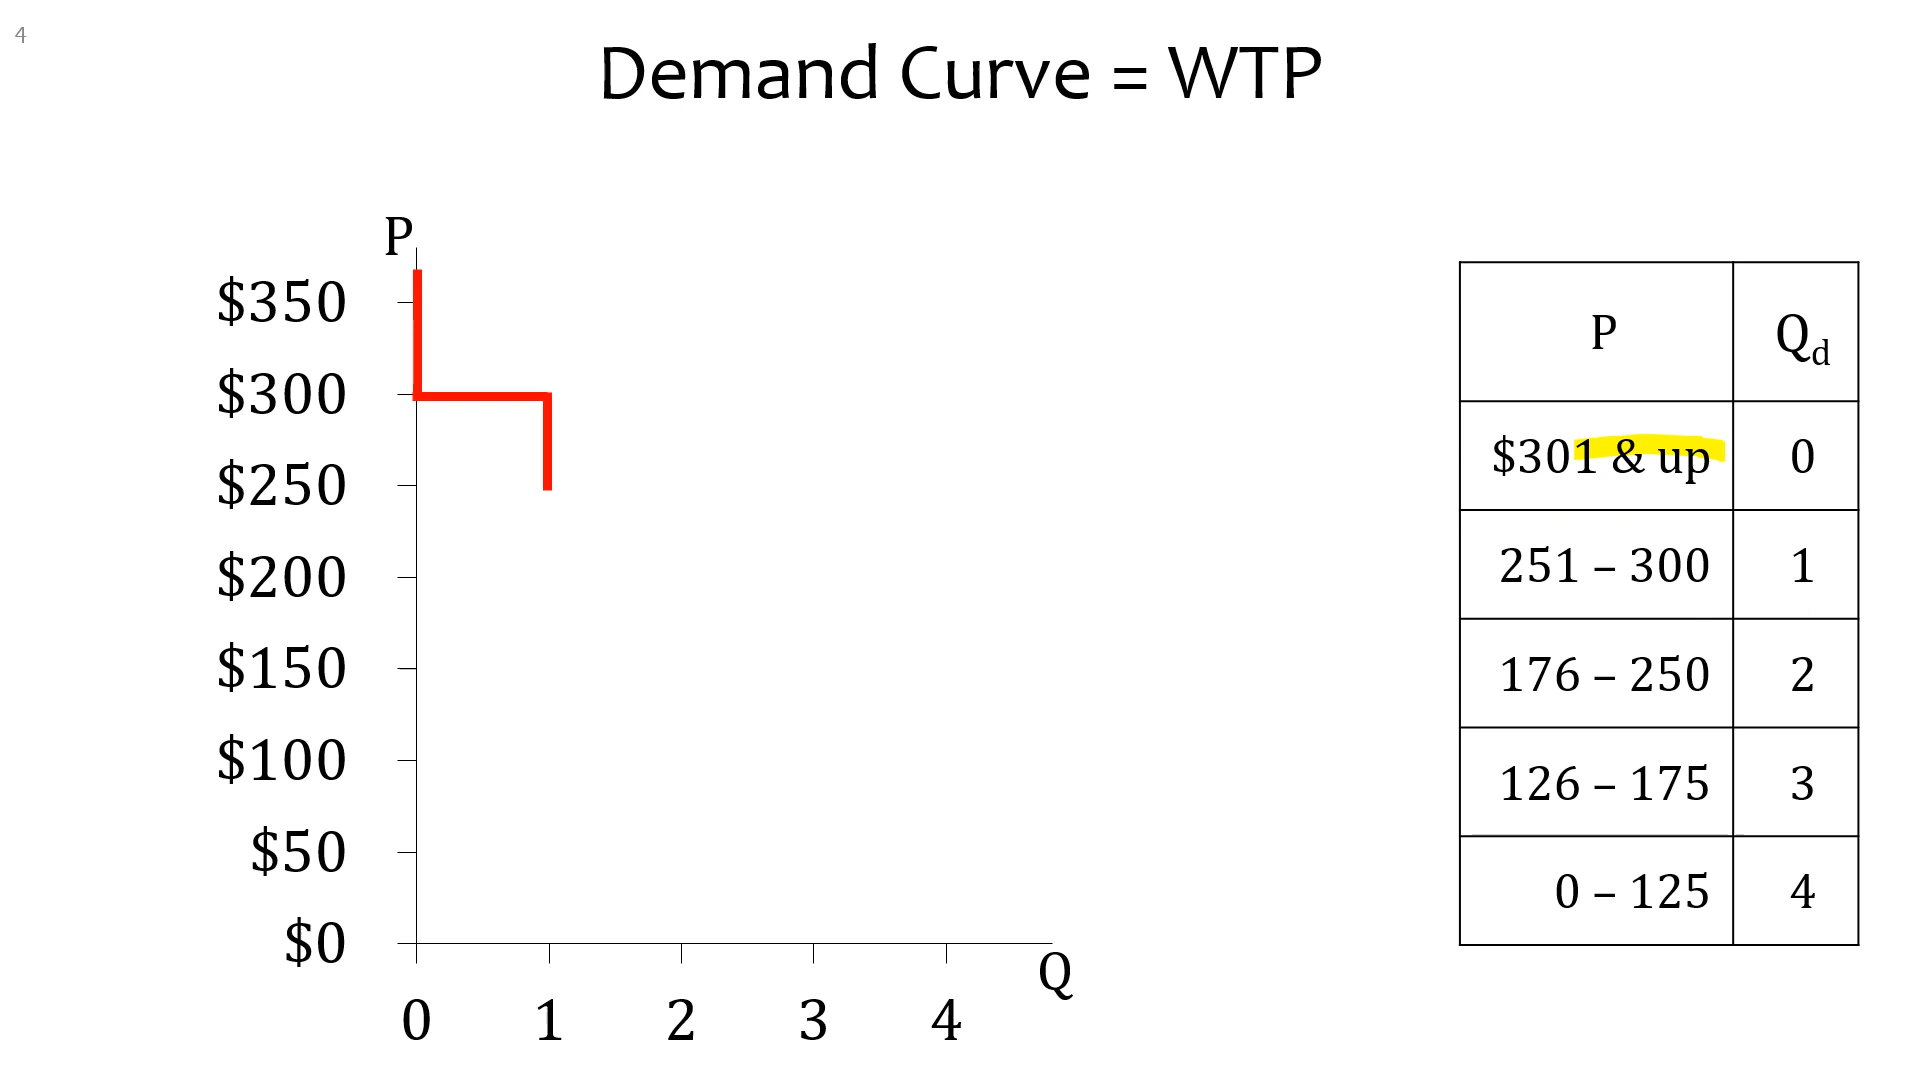 4
Demand Curve = WTP
P
$350
$300
$250
$200
$150
$100
$50
$0
0 1 2 3 4
Q
P Qd
$301 & up 0
251 – 300 1
176 – 250 2
126 – 175 3
0 – 125 4